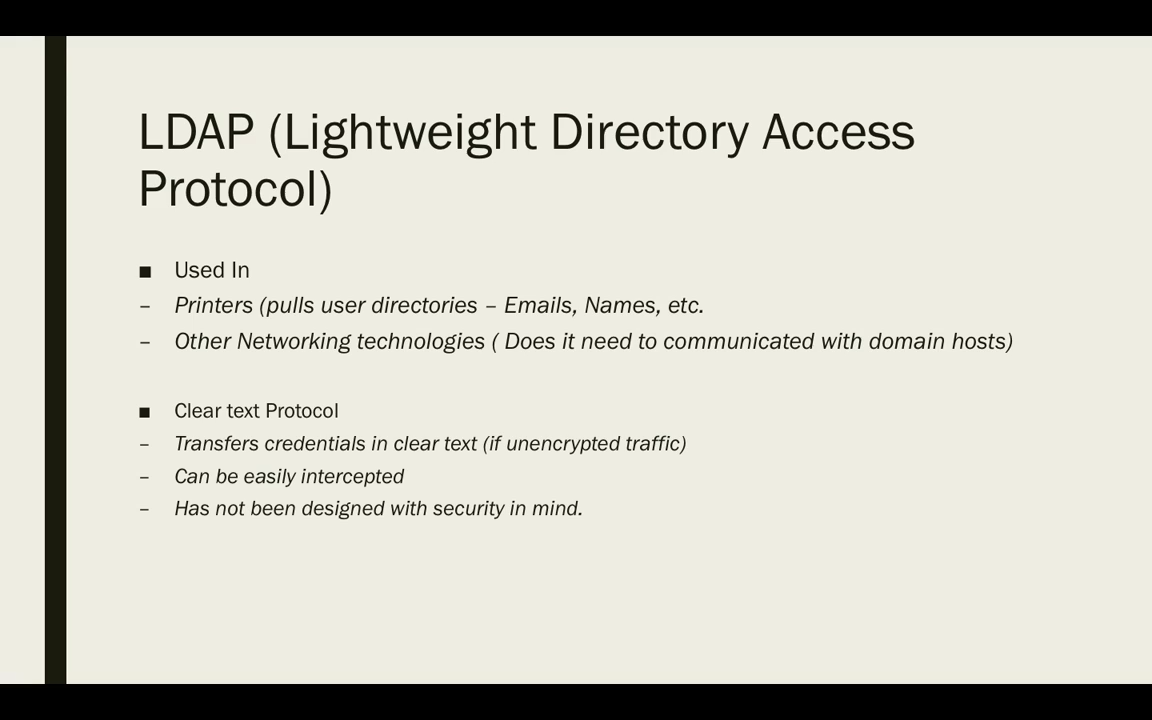 LDAP (Lightweight Directory Access
Protocol)
■ Used In
– Printers (pulls user directories – Emails, Names, etc.
– Other Networking technologies ( Does it need to communicated with domain hosts)
■ Clear text Protocol
– Transfers credentials in clear text (if unencrypted traffic)
– Can be easily intercepted
– Has not been designed with security in mind.